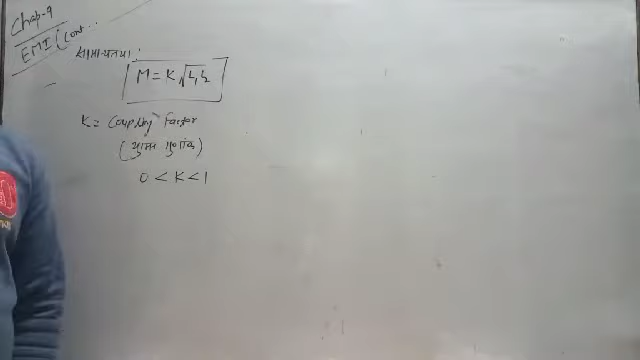 Chap-9
EMI (Cont...
सामान्यतया :
M = K √L₁L₂
K = Coupling Factor
(युग्मन गुणांक)
0 < K < 1